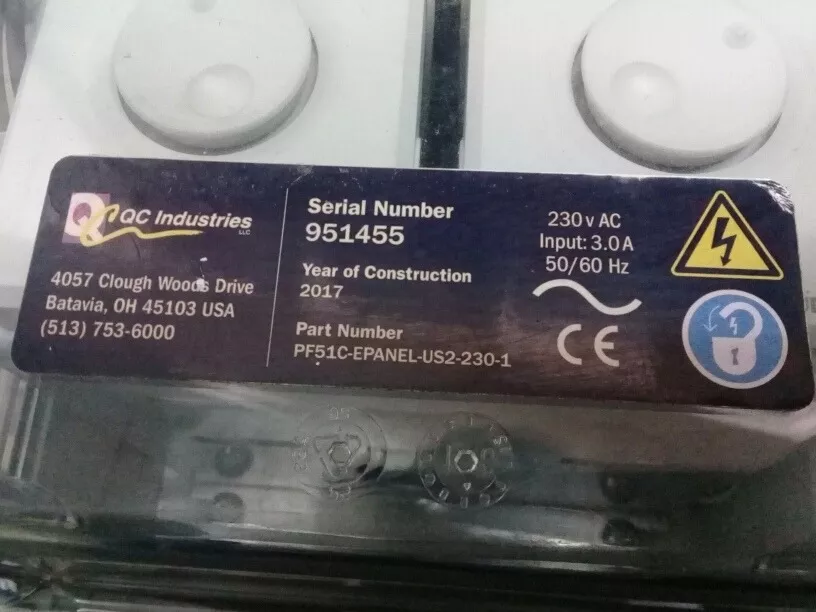 QC Industries
LLC.
4057 Clough Woods Drive
Batavia, OH 45103 USA
(513) 753-6000
Serial Number
951455
Year of Construction
2017
Part Number
PF51C-EPANEL-US2-230-1
230 v AC
Input: 3.0 A
50/60 Hz
CE